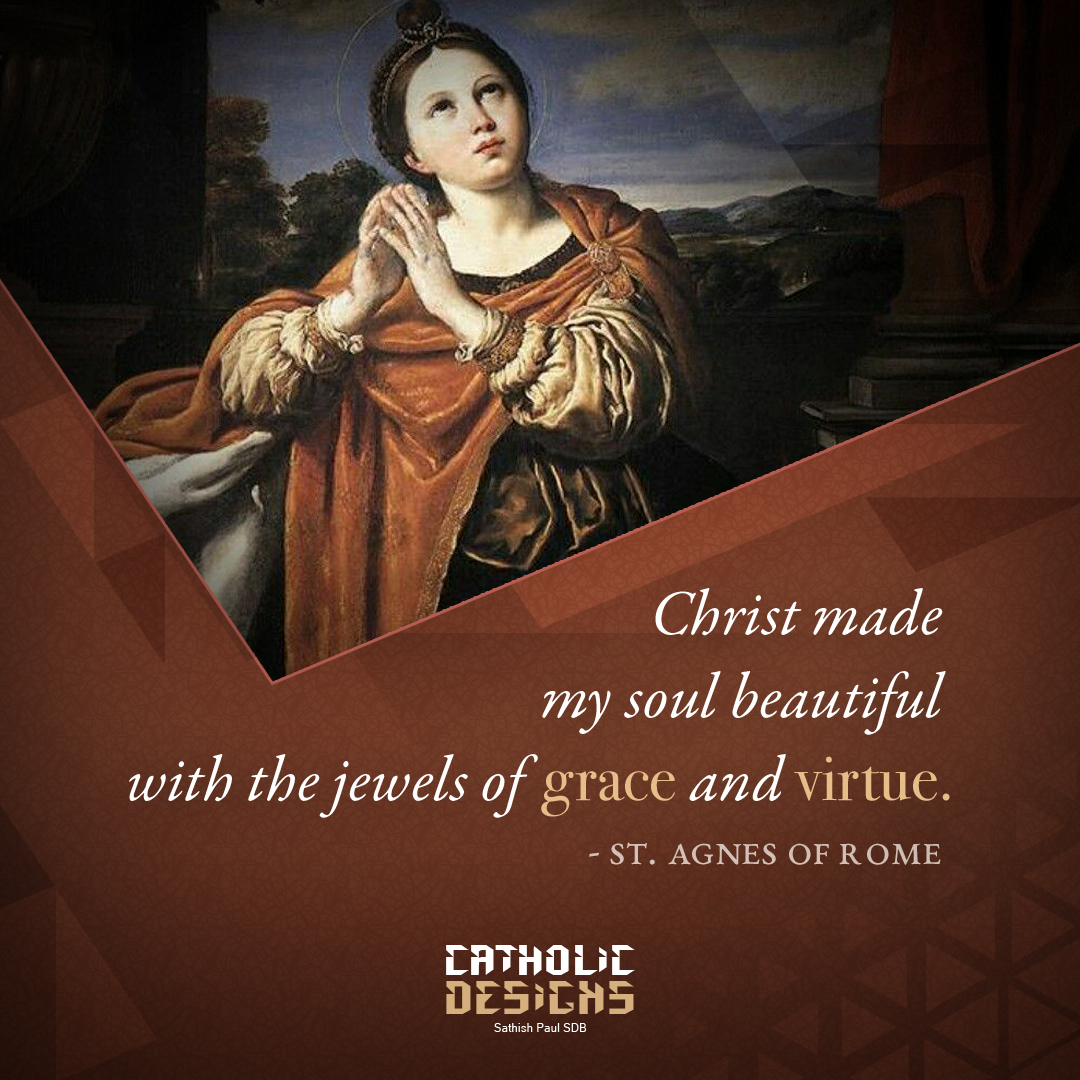 Christ made
my soul beautiful
with the jewels of grace and virtue.
- ST. AGNES OF ROME
CATHOLIC
DESIGNS
Sathish Paul SDB